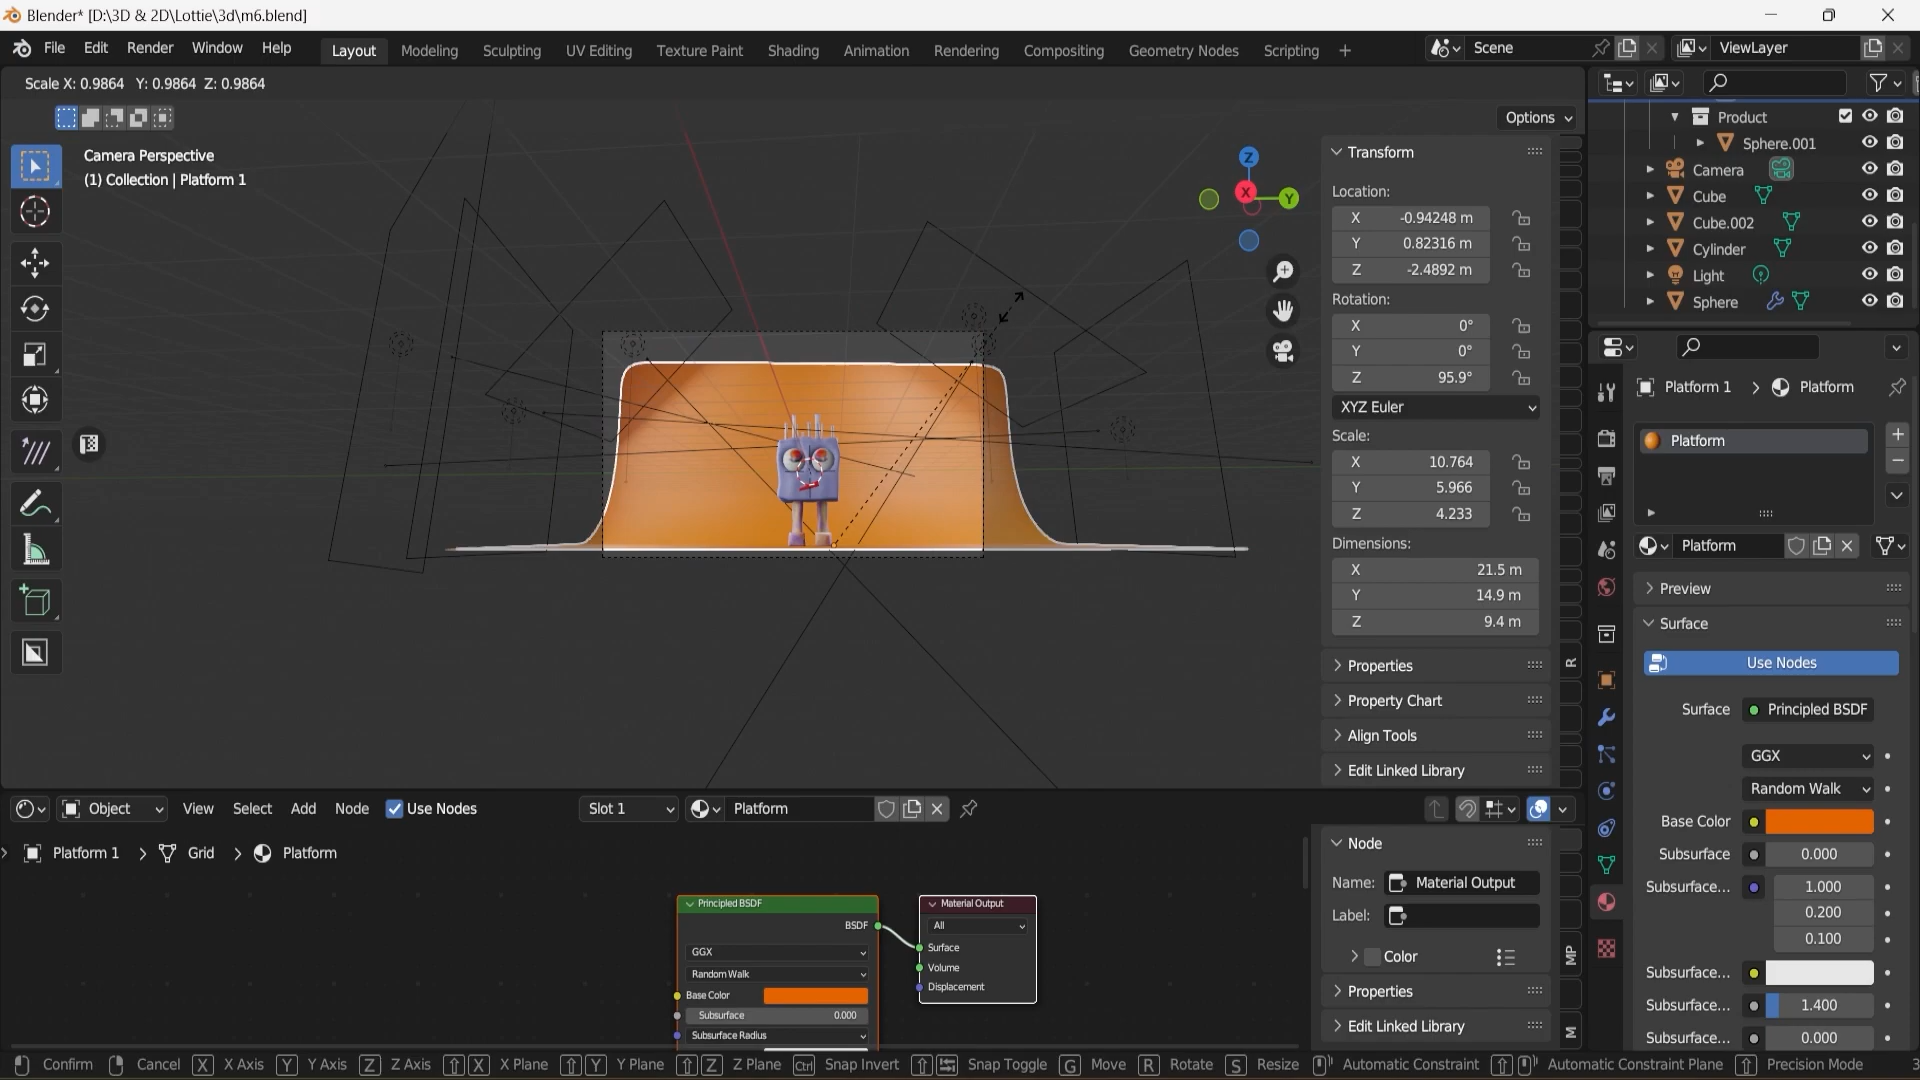 Blender* [D:\3D & 2D\Lottie\3d\m6.blend]
File Edit Render Window Help Layout Modeling Sculpting UV Editing Texture Paint Shading Animation Rendering Compositing Geometry Nodes Scripting + Scene ViewLayer
Scale X: 0.9864 Y: 0.9864 Z: 0.9864
Options
Camera Perspective
(1) Collection | Platform 1
Z
X
Y
Transform
Location:
X -0.94248 m
Y 0.82316 m
Z -2.4892 m
Rotation:
X 0°
Y 0°
Z 95.9°
XYZ Euler
Scale:
X 10.764
Y 5.966
Z 4.233
Dimensions:
X 21.5 m
Y 14.9 m
Z 9.4 m
Properties
Property Chart
Align Tools
Edit Linked Library
R
Product
Sphere.001
Camera
Cube
Cube.002
Cylinder
Light
Sphere
Platform 1 > Platform
Platform
Platform
Preview
Surface
Use Nodes
Surface Principled BSDF
GGX
Random Walk
Base Color
Subsurface 0.000
Subsurface... 1.000
0.200
0.100
Subsurface...
Subsurface... 1.400
Subsurface... 0.000
Object View Select Add Node Use Nodes Slot 1 Platform
Platform 1 > Grid > Platform
Principled BSDF
BSDF
GGX
Random Walk
Base Color
Subsurface 0.000
Subsurface Radius
Material Output
All
Surface
Volume
Displacement
Node
Name: Material Output
Label:
Color
Properties
Edit Linked Library
MP
M
Confirm Cancel X X Axis Y Y Axis Z Z Axis X X Plane Y Y Plane Z Z Plane Ctrl Snap Invert Snap Toggle G Move R Rotate S Resize Automatic Constraint Automatic Constraint Plane Precision Mode